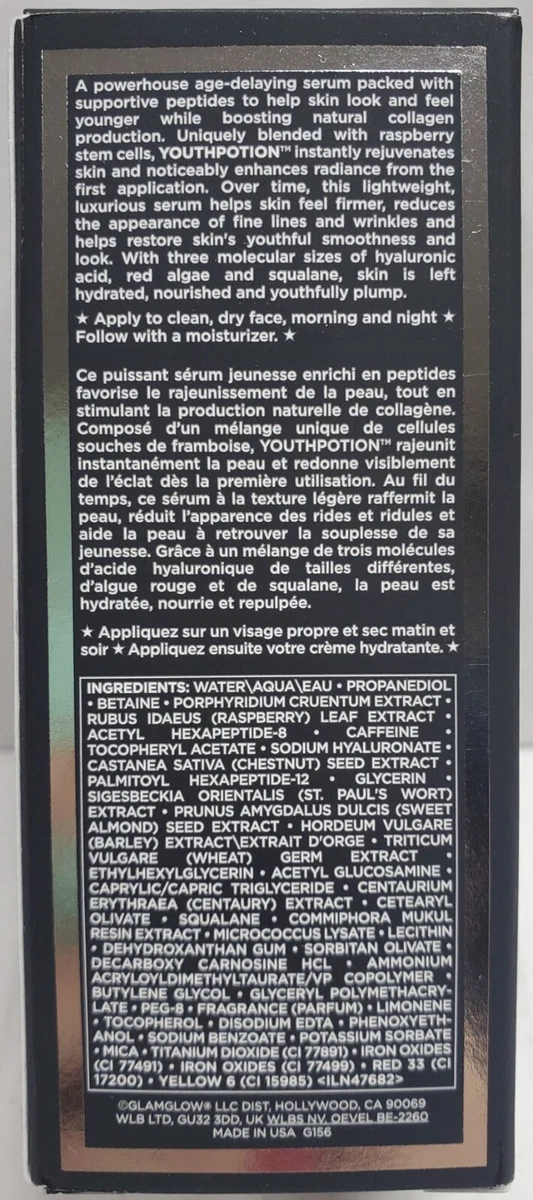 A powerhouse age-delaying serum packed with
supportive peptides to help skin look and feel
younger while boosting natural collagen
production. Uniquely blended with raspberry
stem cells, YOUTHPOTION™ instantly rejuvenates
skin and noticeably enhances radiance from the
first application. Over time, this lightweight,
luxurious serum helps skin feel firmer, reduces
the appearance of fine lines and wrinkles and
helps restore skin's youthful smoothness and
look. With three molecular sizes of hyaluronic
acid, red algae and squalane, skin is left
hydrated, nourished and youthfully plump.
★ Apply to clean, dry face, morning and night ★
Follow with a moisturizer. ★
Ce puissant sérum jeunesse enrichi en peptides
favorise le rajeunissement de la peau, tout en
stimulant la production naturelle de collagène.
Composé d'un mélange unique de cellules
souches de framboise, YOUTHPOTION™ rajeunit
instantanément la peau et redonne visiblement
de l'éclat dès la première utilisation. Au fil du
temps, ce sérum à la texture légère raffermit la
peau, réduit l'apparence des rides et ridules et
aide la peau à retrouver la souplesse de sa
jeunesse. Grâce à un mélange de trois molécules
d'acide hyaluronique de tailles différentes,
d'algue rouge et de squalane, la peau est
hydratée, nourrie et repulpée.
★ Appliquez sur un visage propre et sec matin et
soir ★ Appliquez ensuite votre crème hydratante. ★
INGREDIENTS: WATER\AQUA\EAU • PROPANEDIOL
• BETAINE • PORPHYRIDIUM CRUENTUM EXTRACT •
RUBUS IDAEUS (RASPBERRY) LEAF EXTRACT •
ACETYL HEXAPEPTIDE-8 • CAFFEINE •
TOCOPHERYL ACETATE • SODIUM HYALURONATE •
CASTANEA SATIVA (CHESTNUT) SEED EXTRACT •
PALMITOYL HEXAPEPTIDE-12 • GLYCERIN •
SIGESBECKIA ORIENTALIS (ST. PAUL'S WORT)
EXTRACT • PRUNUS AMYGDALUS DULCIS (SWEET
ALMOND) SEED EXTRACT • HORDEUM VULGARE
(BARLEY) EXTRACT\EXTRAIT D'ORGE • TRITICUM
VULGARE (WHEAT) GERM EXTRACT •
ETHYLHEXYLGLYCERIN • ACETYL GLUCOSAMINE •
CAPRYLIC/CAPRIC TRIGLYCERIDE • CENTAURIUM
ERYTHRAEA (CENTAURY) EXTRACT • CETEARYL
OLIVATE • SQUALANE • COMMIPHORA MUKUL
RESIN EXTRACT • MICROCOCCUS LYSATE • LECITHIN
• DEHYDROXANTHAN GUM • SORBITAN OLIVATE •
DECARBOXY CARNOSINE HCL • AMMONIUM
ACRYLOYLDIMETHYLTAURATE/VP COPOLYMER •
BUTYLENE GLYCOL • GLYCERYL POLYMETHACRY-
LATE • PEG-8 • FRAGRANCE (PARFUM) • LIMONENE
• TOCOPHEROL • DISODIUM EDTA • PHENOXYETH-
ANOL • SODIUM BENZOATE • POTASSIUM SORBATE
• MICA • TITANIUM DIOXIDE (CI 77891) • IRON OXIDES
(CI 77491) • IRON OXIDES (CI 77499) • RED 33 (CI
17200) • YELLOW 6 (CI 15985) <ILN47682>
©GLAMGLOW® LLC DIST, HOLLYWOOD, CA 90069
WLB LTD, GU32 3DD, UK WLBS NV, OEVEL BE-2260
MADE IN USA G156